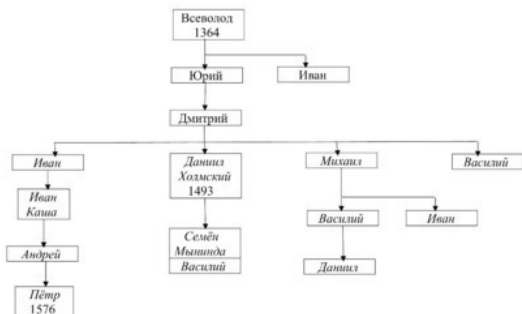 Всеволод
1364
Юрий
Иван
Дмитрий
Иван
Даниил
Холмский
1493
Михаил
Василий
Иван
Каша
Семён
Мынинда
Василий
Василий
Иван
Андрей
Даниил
Пётр
1576